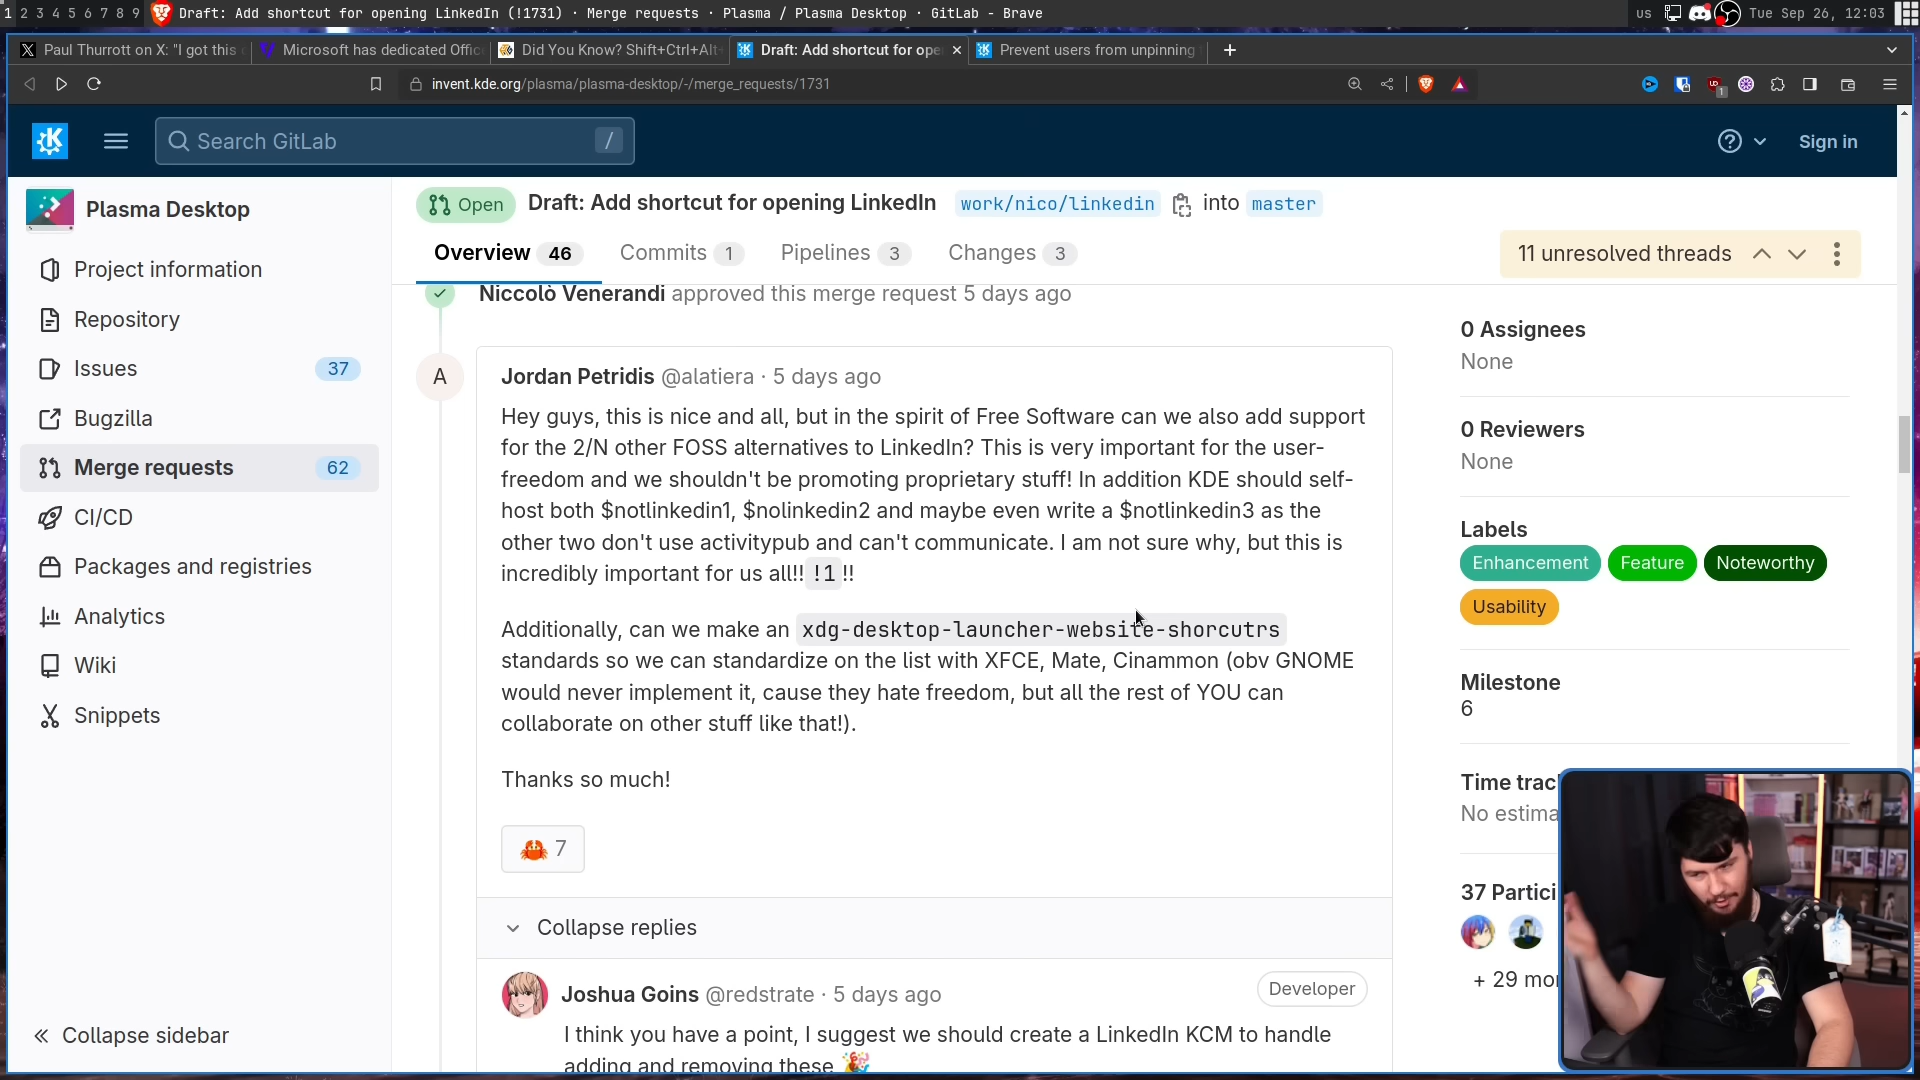 1 2 3 4 5 6 7 8 9 Draft: Add shortcut for opening LinkedIn (!1731) · Merge requests · Plasma / Plasma Desktop · GitLab - Brave
us Tue Sep 26, 12:03
Paul Thurrott on X: "I got this
Microsoft has dedicated Offic
Did You Know? Shift+Ctrl+Alt
Draft: Add shortcut for ope
Prevent users from unpinning
invent.kde.org/plasma/plasma-desktop/-/merge_requests/1731
Search GitLab /
Sign in
Plasma Desktop
Project information
Repository
Issues 37
Bugzilla
Merge requests 62
CI/CD
Packages and registries
Analytics
Wiki
Snippets
Collapse sidebar
Open Draft: Add shortcut for opening LinkedIn work/nico/linkedin into master
Overview 46 Commits 1 Pipelines 3 Changes 3
11 unresolved threads
Niccolò Venerandi approved this merge request 5 days ago
A
Jordan Petridis @alatiera · 5 days ago
Hey guys, this is nice and all, but in the spirit of Free Software can we also add support
for the 2/N other FOSS alternatives to LinkedIn? This is very important for the user-
freedom and we shouldn't be promoting proprietary stuff! In addition KDE should self-
host both $notlinkedin1, $nolinkedin2 and maybe even write a $notlinkedin3 as the
other two don't use activitypub and can't communicate. I am not sure why, but this is
incredibly important for us all!! !1 !!
Additionally, can we make an xdg-desktop-launcher-website-shorcutrs
standards so we can standardize on the list with XFCE, Mate, Cinammon (obv GNOME
would never implement it, cause they hate freedom, but all the rest of YOU can
collaborate on other stuff like that!).
Thanks so much!
🦀 7
Collapse replies
Joshua Goins @redstrate · 5 days ago
Developer
I think you have a point, I suggest we should create a LinkedIn KCM to handle
adding and removing these 🎉
0 Assignees
None
0 Reviewers
None
Labels
Enhancement Feature Noteworthy
Usability
Milestone
6
Time trac
No estima
37 Partici
+ 29 mor